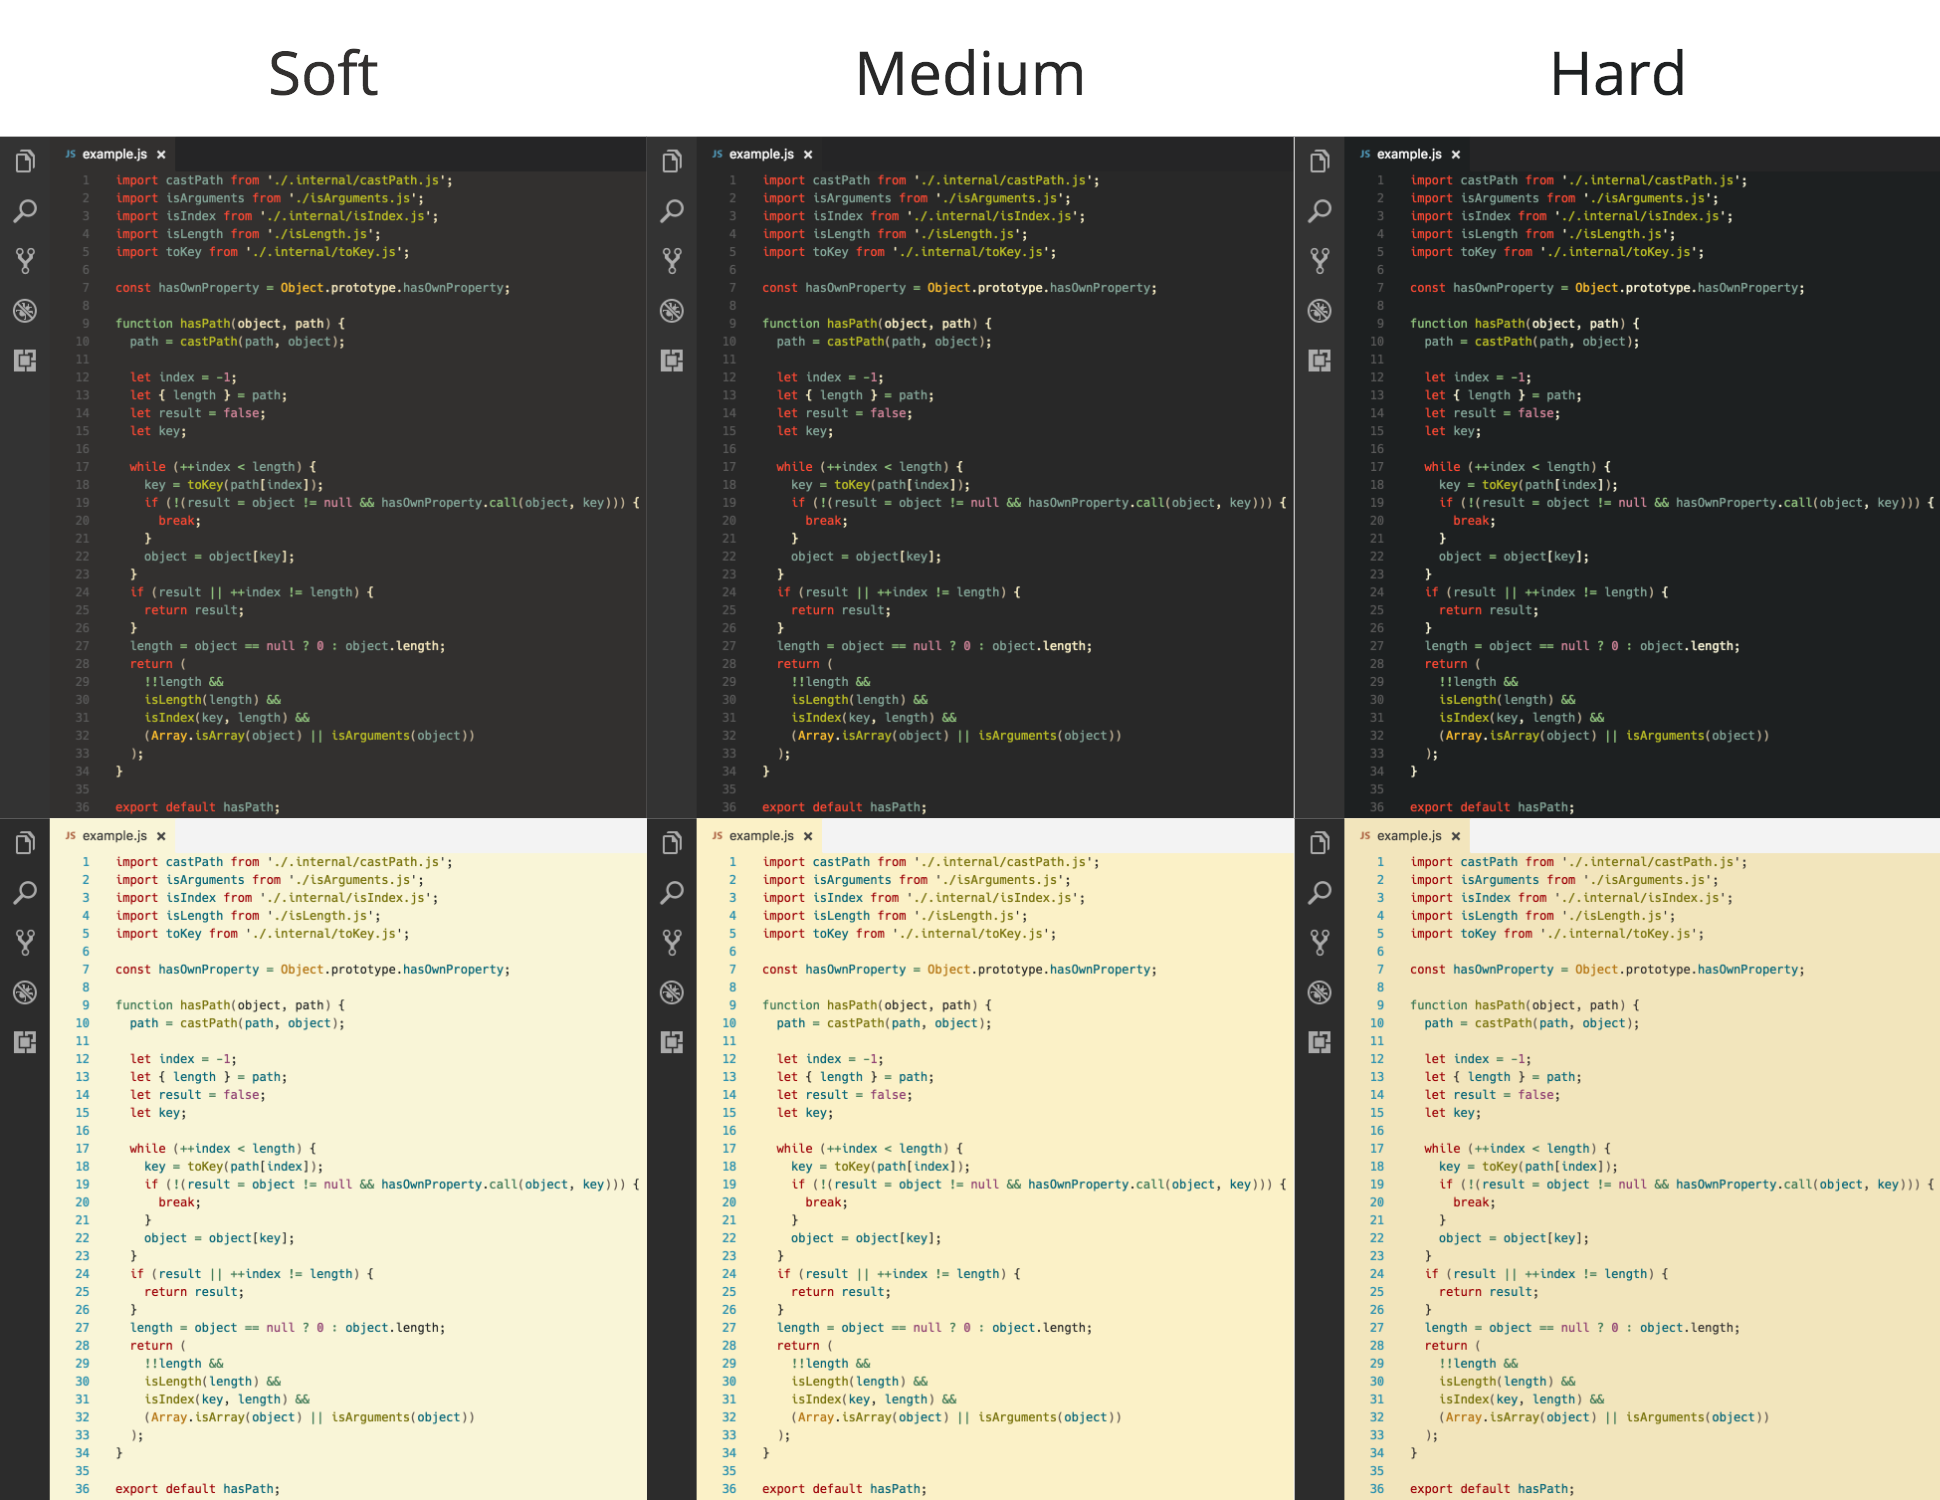 Soft
Medium
Hard
JS example.js ×
1 import castPath from './.internal/castPath.js';
2 import isArguments from './isArguments.js';
3 import isIndex from './.internal/isIndex.js';
4 import isLength from './isLength.js';
5 import toKey from './.internal/toKey.js';
6
7 const hasOwnProperty = Object.prototype.hasOwnProperty;
8
9 function hasPath(object, path) {
10 path = castPath(path, object);
11
12 let index = -1;
13 let { length } = path;
14 let result = false;
15 let key;
16
17 while (++index < length) {
18 key = toKey(path[index]);
19 if (!(result = object != null && hasOwnProperty.call(object, key))) {
20 break;
21 }
22 object = object[key];
23 }
24 if (result || ++index != length) {
25 return result;
26 }
27 length = object == null ? 0 : object.length;
28 return (
29 !!length &&
30 isLength(length) &&
31 isIndex(key, length) &&
32 (Array.isArray(object) || isArguments(object))
33 );
34 }
35
36 export default hasPath;
JS example.js ×
1 import castPath from './.internal/castPath.js';
2 import isArguments from './isArguments.js';
3 import isIndex from './.internal/isIndex.js';
4 import isLength from './isLength.js';
5 import toKey from './.internal/toKey.js';
6
7 const hasOwnProperty = Object.prototype.hasOwnProperty;
8
9 function hasPath(object, path) {
10 path = castPath(path, object);
11
12 let index = -1;
13 let { length } = path;
14 let result = false;
15 let key;
16
17 while (++index < length) {
18 key = toKey(path[index]);
19 if (!(result = object != null && hasOwnProperty.call(object, key))) {
20 break;
21 }
22 object = object[key];
23 }
24 if (result || ++index != length) {
25 return result;
26 }
27 length = object == null ? 0 : object.length;
28 return (
29 !!length &&
30 isLength(length) &&
31 isIndex(key, length) &&
32 (Array.isArray(object) || isArguments(object))
33 );
34 }
35
36 export default hasPath;
JS example.js ×
1 import castPath from './.internal/castPath.js';
2 import isArguments from './isArguments.js';
3 import isIndex from './.internal/isIndex.js';
4 import isLength from './isLength.js';
5 import toKey from './.internal/toKey.js';
6
7 const hasOwnProperty = Object.prototype.hasOwnProperty;
8
9 function hasPath(object, path) {
10 path = castPath(path, object);
11
12 let index = -1;
13 let { length } = path;
14 let result = false;
15 let key;
16
17 while (++index < length) {
18 key = toKey(path[index]);
19 if (!(result = object != null && hasOwnProperty.call(object, key))) {
20 break;
21 }
22 object = object[key];
23 }
24 if (result || ++index != length) {
25 return result;
26 }
27 length = object == null ? 0 : object.length;
28 return (
29 !!length &&
30 isLength(length) &&
31 isIndex(key, length) &&
32 (Array.isArray(object) || isArguments(object))
33 );
34 }
35
36 export default hasPath;
JS example.js ×
1 import castPath from './.internal/castPath.js';
2 import isArguments from './isArguments.js';
3 import isIndex from './.internal/isIndex.js';
4 import isLength from './isLength.js';
5 import toKey from './.internal/toKey.js';
6
7 const hasOwnProperty = Object.prototype.hasOwnProperty;
8
9 function hasPath(object, path) {
10 path = castPath(path, object);
11
12 let index = -1;
13 let { length } = path;
14 let result = false;
15 let key;
16
17 while (++index < length) {
18 key = toKey(path[index]);
19 if (!(result = object != null && hasOwnProperty.call(object, key))) {
20 break;
21 }
22 object = object[key];
23 }
24 if (result || ++index != length) {
25 return result;
26 }
27 length = object == null ? 0 : object.length;
28 return (
29 !!length &&
30 isLength(length) &&
31 isIndex(key, length) &&
32 (Array.isArray(object) || isArguments(object))
33 );
34 }
35
36 export default hasPath;
JS example.js ×
1 import castPath from './.internal/castPath.js';
2 import isArguments from './isArguments.js';
3 import isIndex from './.internal/isIndex.js';
4 import isLength from './isLength.js';
5 import toKey from './.internal/toKey.js';
6
7 const hasOwnProperty = Object.prototype.hasOwnProperty;
8
9 function hasPath(object, path) {
10 path = castPath(path, object);
11
12 let index = -1;
13 let { length } = path;
14 let result = false;
15 let key;
16
17 while (++index < length) {
18 key = toKey(path[index]);
19 if (!(result = object != null && hasOwnProperty.call(object, key))) {
20 break;
21 }
22 object = object[key];
23 }
24 if (result || ++index != length) {
25 return result;
26 }
27 length = object == null ? 0 : object.length;
28 return (
29 !!length &&
30 isLength(length) &&
31 isIndex(key, length) &&
32 (Array.isArray(object) || isArguments(object))
33 );
34 }
35
36 export default hasPath;
JS example.js ×
1 import castPath from './.internal/castPath.js';
2 import isArguments from './isArguments.js';
3 import isIndex from './.internal/isIndex.js';
4 import isLength from './isLength.js';
5 import toKey from './.internal/toKey.js';
6
7 const hasOwnProperty = Object.prototype.hasOwnProperty;
8
9 function hasPath(object, path) {
10 path = castPath(path, object);
11
12 let index = -1;
13 let { length } = path;
14 let result = false;
15 let key;
16
17 while (++index < length) {
18 key = toKey(path[index]);
19 if (!(result = object != null && hasOwnProperty.call(object, key))) {
20 break;
21 }
22 object = object[key];
23 }
24 if (result || ++index != length) {
25 return result;
26 }
27 length = object == null ? 0 : object.length;
28 return (
29 !!length &&
30 isLength(length) &&
31 isIndex(key, length) &&
32 (Array.isArray(object) || isArguments(object))
33 );
34 }
35
36 export default hasPath;